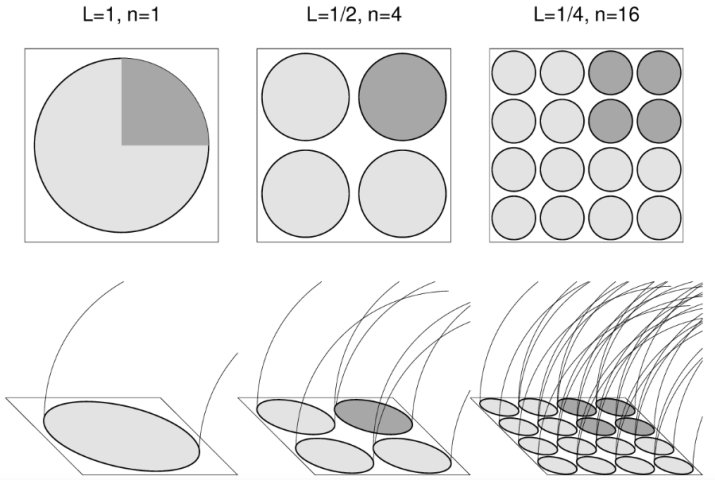 L=1, n=1
L=1/2, n=4
L=1/4, n=16